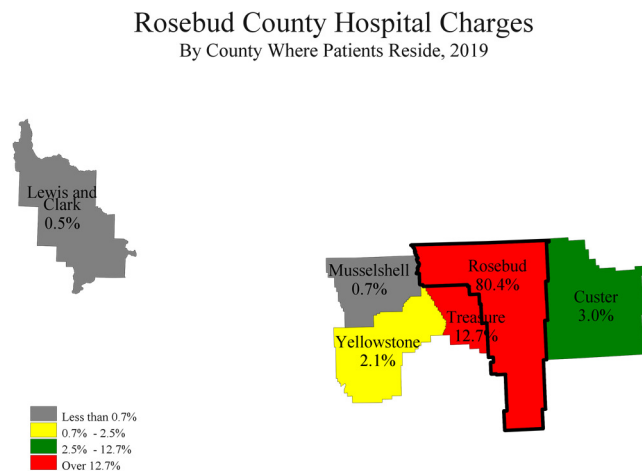 Rosebud County Hospital Charges
By County Where Patients Reside, 2019
Lewis and
Clark
0.5%
Musselshell
0.7%
Rosebud
80.4%
Custer
3.0%
Treasure
12.7%
Yellowstone
2.1%
Less than 0.7%
0.7% - 2.5%
2.5% - 12.7%
Over 12.7%